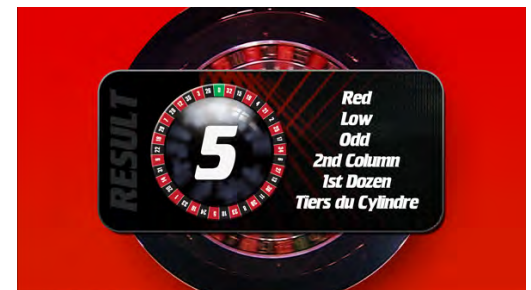 RESULT
5
Red
Low
Odd
2nd Column
1st Dozen
Tiers du Cylindre